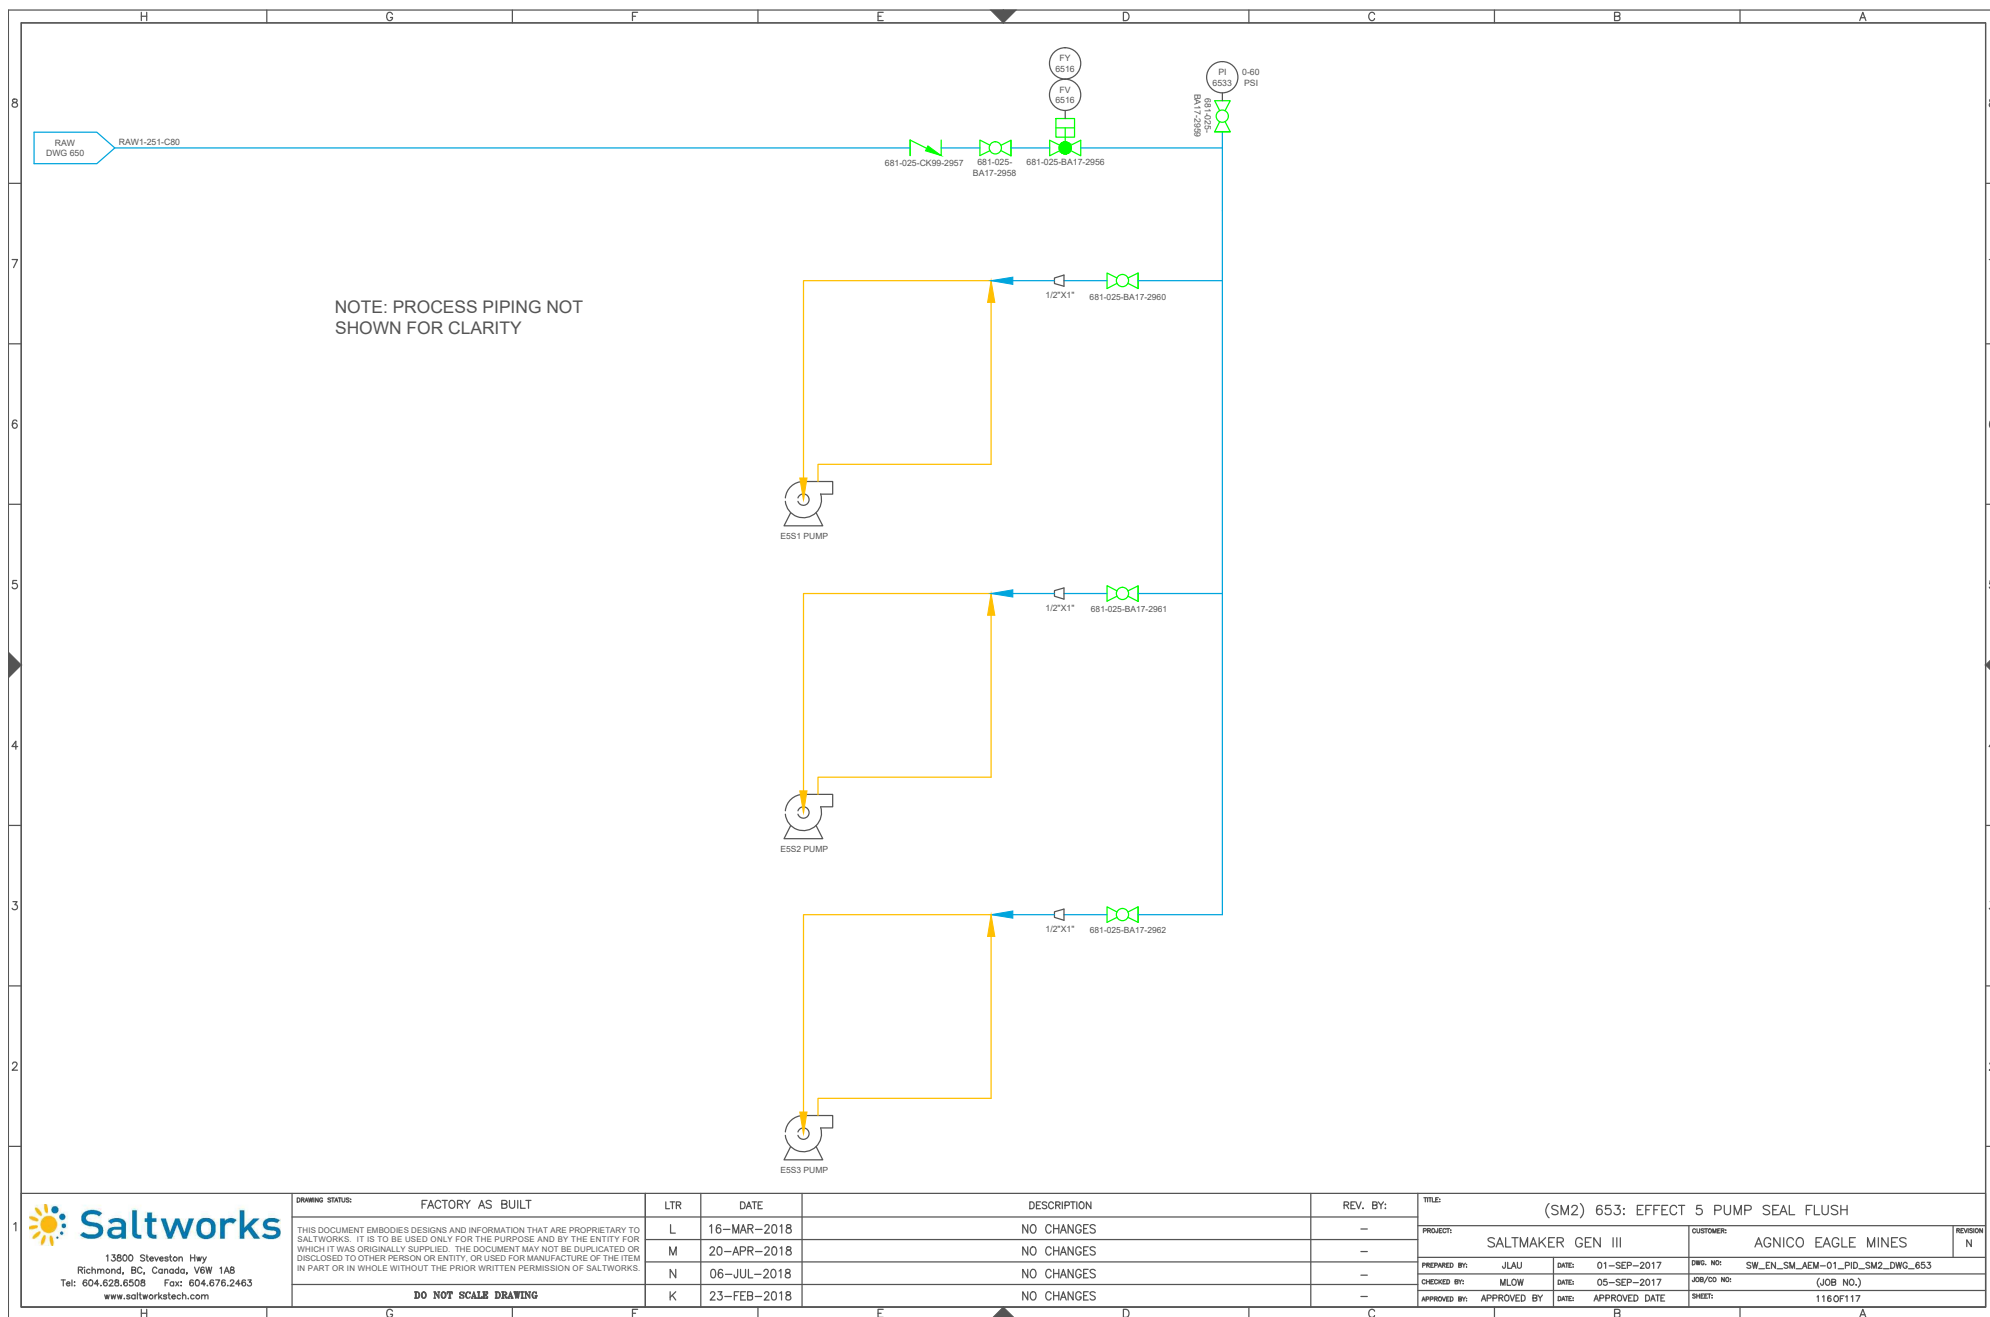 H G F E D C B A
8
7
6
5
4
3
2
1
FY
6516
FV
6516
PI
6533
0-60
PSI
681-025-
BA17-2959
RAW
DWG 650
RAW1-251-C80
681-025-CK99-2957
681-025-
BA17-2958
681-025-BA17-2956
NOTE: PROCESS PIPING NOT
SHOWN FOR CLARITY
1/2"X1"
681-025-BA17-2960
E5S1 PUMP
1/2"X1"
681-025-BA17-2961
E5S2 PUMP
1/2"X1"
681-025-BA17-2962
E5S3 PUMP
Saltworks
13800 Steveston Hwy
Richmond, BC, Canada, V6W 1A8
Tel: 604.628.6508 Fax: 604.676.2463
www.saltworkstech.com
DRAWING STATUS: FACTORY AS BUILT
THIS DOCUMENT EMBODIES DESIGNS AND INFORMATION THAT ARE PROPRIETARY TO
SALTWORKS. IT IS TO BE USED ONLY FOR THE PURPOSE AND BY THE ENTITY FOR
WHICH IT WAS ORIGINALLY SUPPLIED. THE DOCUMENT MAY NOT BE DUPLICATED OR
DISCLOSED TO OTHER PERSON OR ENTITY, OR USED FOR MANUFACTURE OF THE ITEM
IN PART OR IN WHOLE WITHOUT THE PRIOR WRITTEN PERMISSION OF SALTWORKS.
DO NOT SCALE DRAWING
LTR DATE DESCRIPTION REV. BY:
L 16-MAR-2018 NO CHANGES -
M 20-APR-2018 NO CHANGES -
N 06-JUL-2018 NO CHANGES -
K 23-FEB-2018 NO CHANGES -
TITLE: (SM2) 653: EFFECT 5 PUMP SEAL FLUSH
PROJECT: SALTMAKER GEN III
CUSTOMER: AGNICO EAGLE MINES
REVISION N
PREPARED BY: JLAU DATE: 01-SEP-2017 DWG. NO: SW_EN_SM_AEM-01_PID_SM2_DWG_653
CHECKED BY: MLOW DATE: 05-SEP-2017 JOB/CO NO: (JOB NO.)
APPROVED BY: APPROVED BY DATE: APPROVED DATE SHEET: 116OF117
H G F E D C B A